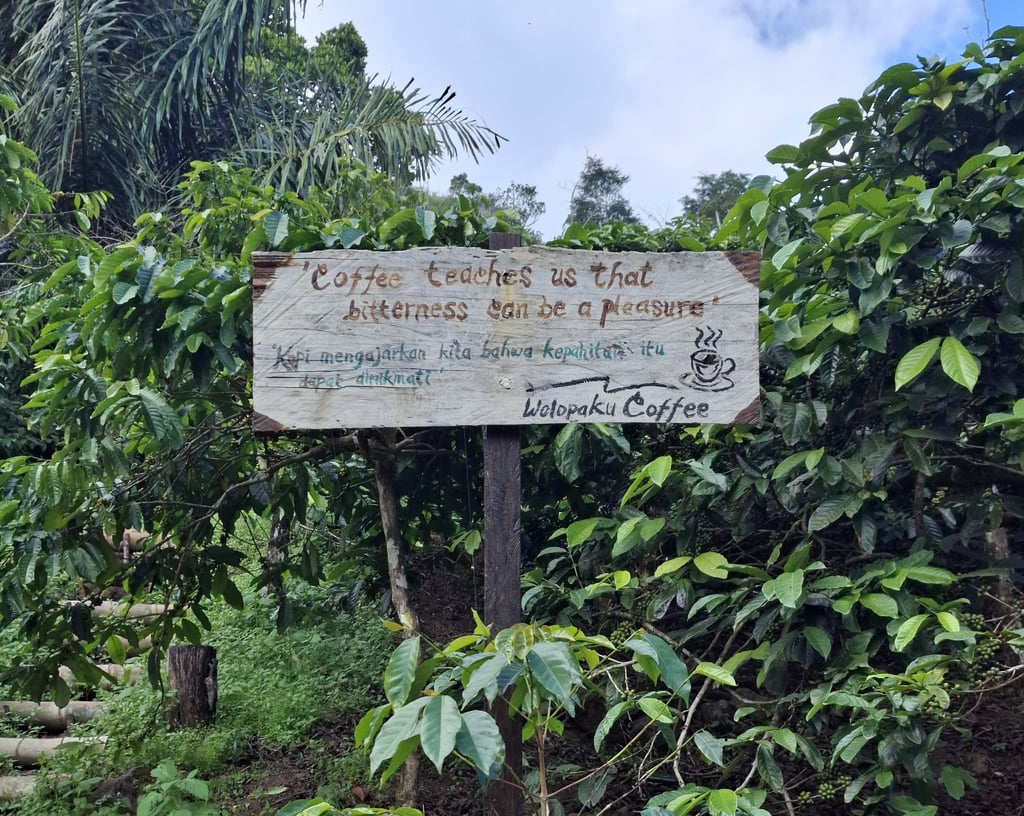 'Coffee teaches us that
bitterness can be a pleasure'
'Kopi mengajarkan kita bahwa kepahitan itu
dapat dinikmati'
Wolopaku Coffee